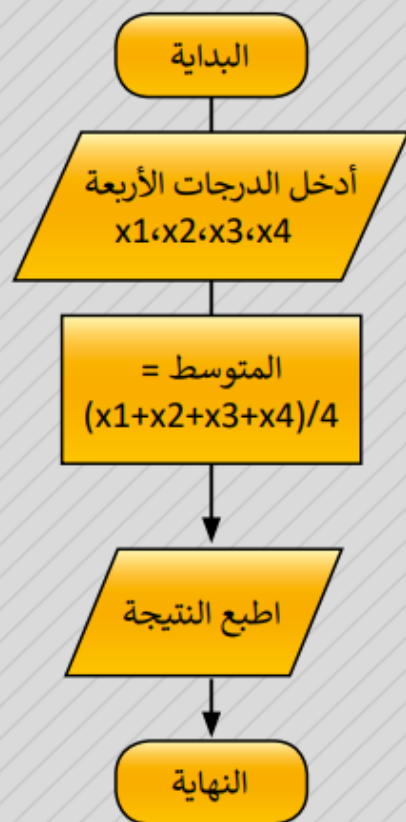 البداية
أدخل الدرجات الأربعة
x1،x2،x3،x4
المتوسط =
(x1+x2+x3+x4)/4
اطبع النتيجة
النهاية